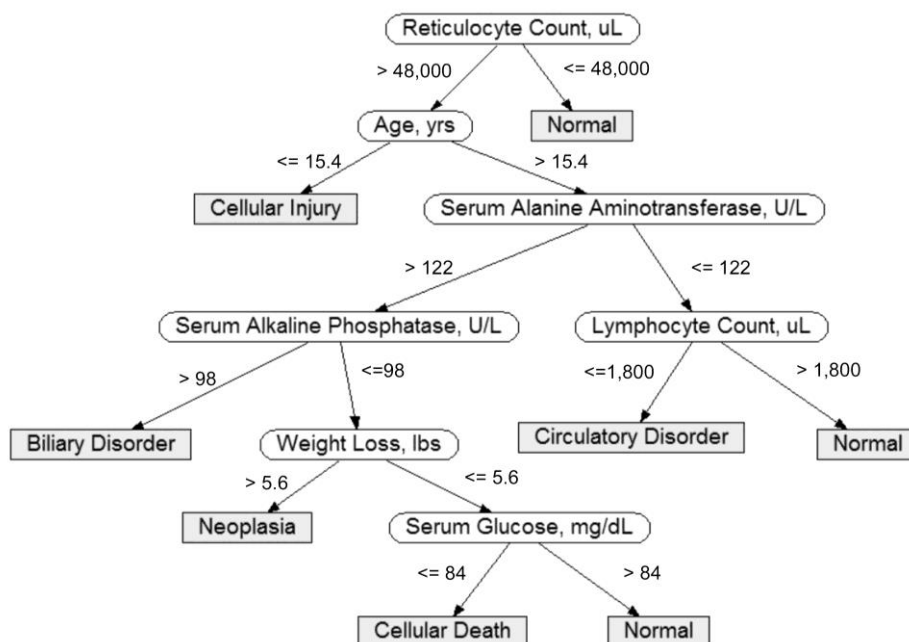 Reticulocyte Count, uL
> 48,000
<= 48,000
Age, yrs
Normal
<= 15.4
> 15.4
Cellular Injury
Serum Alanine Aminotransferase, U/L
> 122
<= 122
Serum Alkaline Phosphatase, U/L
Lymphocyte Count, uL
> 98
<=98
<=1,800
> 1,800
Biliary Disorder
Weight Loss, lbs
Circulatory Disorder
Normal
> 5.6
<= 5.6
Neoplasia
Serum Glucose, mg/dL
<= 84
> 84
Cellular Death
Normal